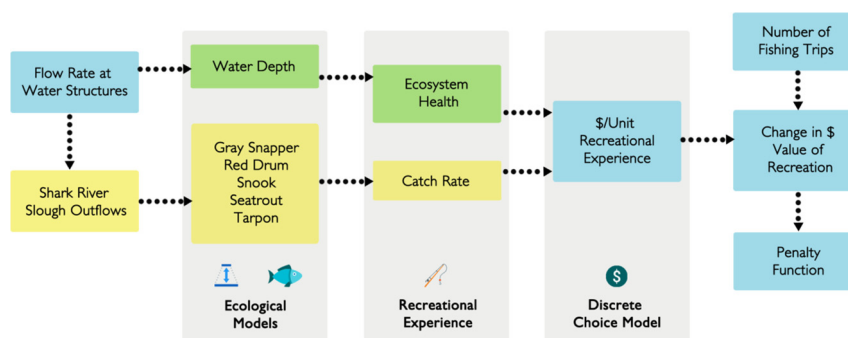 Flow Rate at
Water Structures
Shark River
Slough Outflows
Water Depth
Gray Snapper
Red Drum
Snook
Seatrout
Tarpon
Ecological
Models
Ecosystem
Health
Catch Rate
Recreational
Experience
$/Unit
Recreational
Experience
$
Discrete
Choice Model
Number of
Fishing Trips
Change in $
Value of
Recreation
Penalty
Function